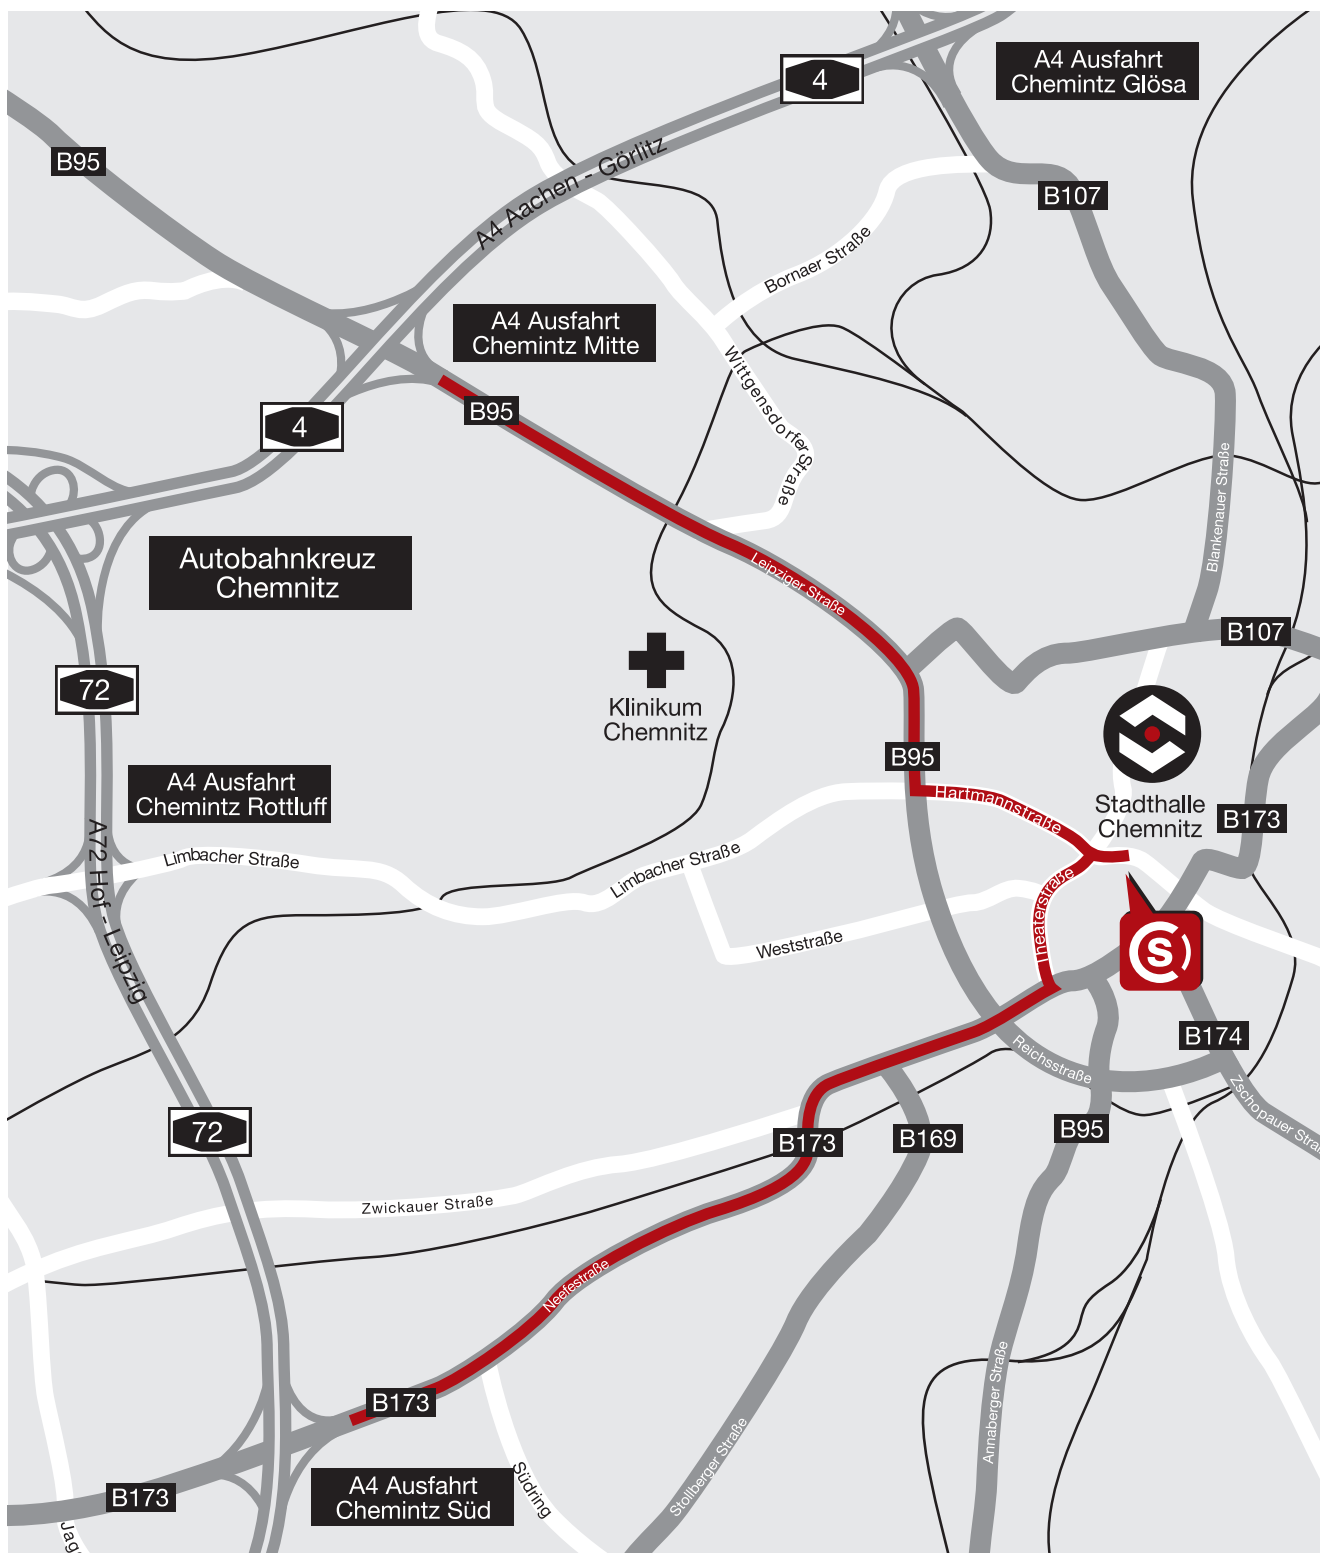 4
A4 Ausfahrt
Chemintz Glösa
B95
A4 Aachen - Görlitz
B107
Bornaer Straße
A4 Ausfahrt
Chemintz Mitte
Wittgensdorfer Straße
B95
4
Blankenauer Straße
Autobahnkreuz
Chemnitz
Leipziger Straße
B107
72
Klinikum
Chemnitz
B95
A4 Ausfahrt
Chemintz Rottluff
Hartmannstraße
Stadthalle
Chemnitz
B173
A72 Hof - Leipzig
Limbacher Straße
Limbacher Straße
Theaterstraße
Weststraße
S
B174
Reichsstraße
Zschopauer
72
B173
B169
B95
Zwickauer Straße
Neefestraße
Annaberger Straße
B173
Stollberger Straße
Südring
A4 Ausfahrt
Chemintz Süd
B173